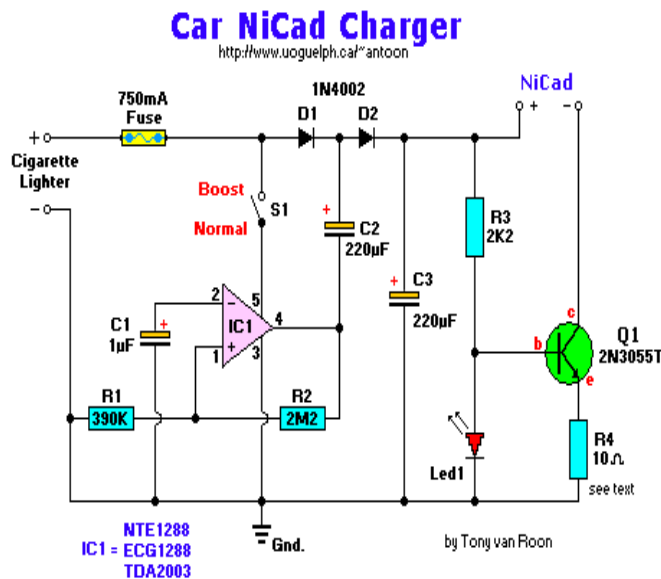 Car NiCad Charger
http://www.uoguelph.ca/~antoon
1N4002
NiCad
750mA
Fuse
D1
D2
+
-
+
Cigarette
Lighter
-
Boost
S1
Normal
+
C2
220µF
R3
2K2
2
-
5
IC1
4
+
1
3
C1
+
1µF
+
C3
220µF
c
b
Q1
2N3055T
e
R1
390K
R2
2M2
Led1
R4
10Ω
see text
Gnd.
by Tony van Roon
IC1 =
NTE1288
ECG1288
TDA2003